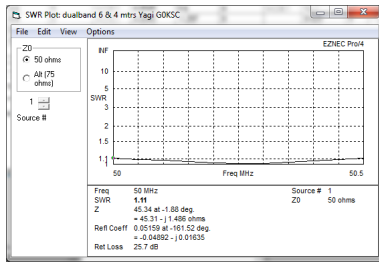 SWR Plot: dualband 6 & 4 mtrs Yagi G0KSC
File Edit View Options
Z0
50 ohms
Alt (75
ohms)
1
Source #
EZNEC Pro/4
INF
10
5
SWR
3
2
1.5
1.1
1
50 Freq MHz 50.5
Freq 50 MHz Source # 1
SWR 1.11 Z0 50 ohms
Z 45.34 at -1.88 deg.
= 45.31 - j 1.486 ohms
Refl Coeff 0.05159 at -161.52 deg.
= -0.04892 - j 0.01635
Ret Loss 25.7 dB